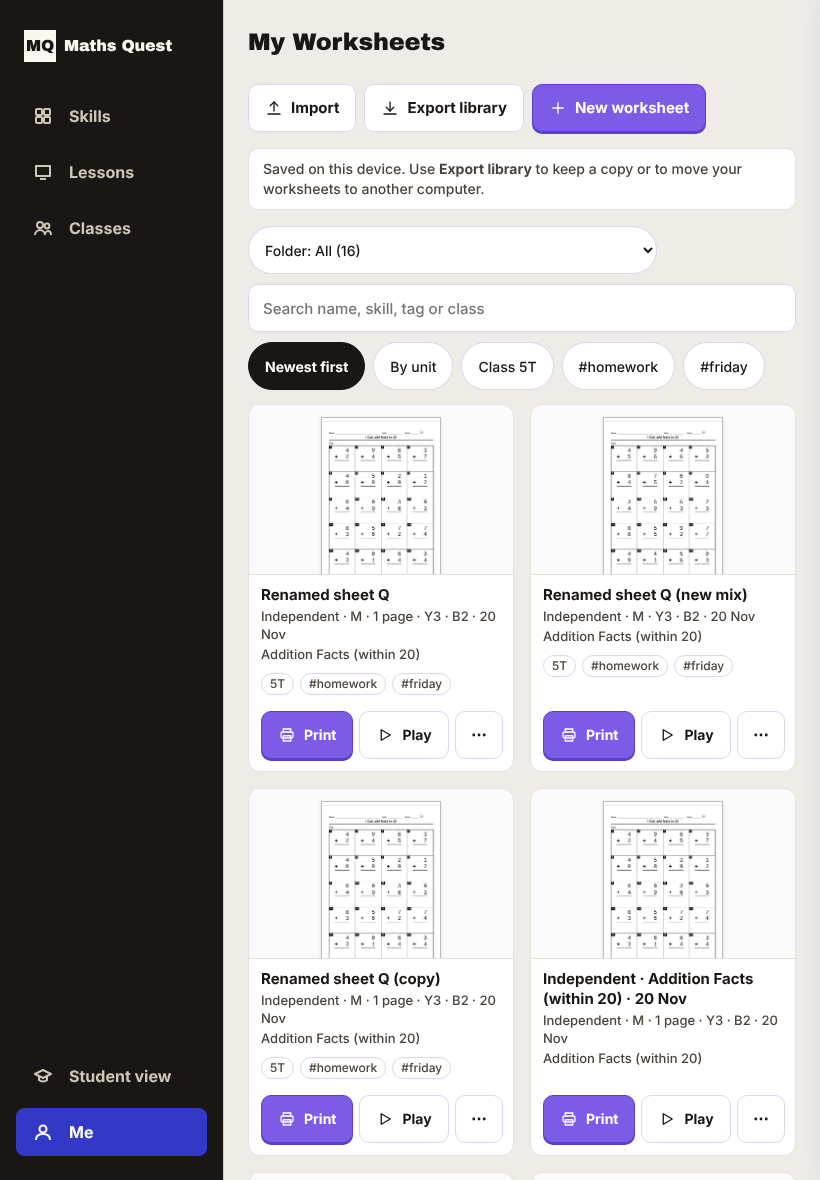 MQ Maths Quest
Skills
Lessons
Classes
Student view
Me
My Worksheets
Import
Export library
New worksheet
Saved on this device. Use Export library to keep a copy or to move your
worksheets to another computer.
Folder: All (16)
Search name, skill, tag or class
Newest first
By unit
Class 5T
#homework
#friday
Renamed sheet Q
Independent · M · 1 page · Y3 · B2 · 20
Nov
Addition Facts (within 20)
5T
#homework
#friday
Print
Play
Renamed sheet Q (new mix)
Independent · M · Y3 · B2 · 20 Nov
Addition Facts (within 20)
5T
#homework
#friday
Print
Play
Renamed sheet Q (copy)
Independent · M · 1 page · Y3 · B2 · 20
Nov
Addition Facts (within 20)
5T
#homework
#friday
Print
Play
Independent · Addition Facts
(within 20) · 20 Nov
Independent · M · 1 page · Y3 · B2 · 20
Nov
Addition Facts (within 20)
Print
Play